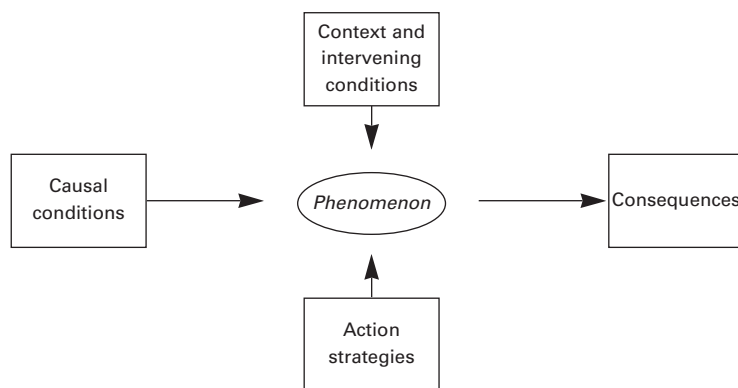 Context and
intervening
conditions
Causal
conditions
Phenomenon
Consequences
Action
strategies